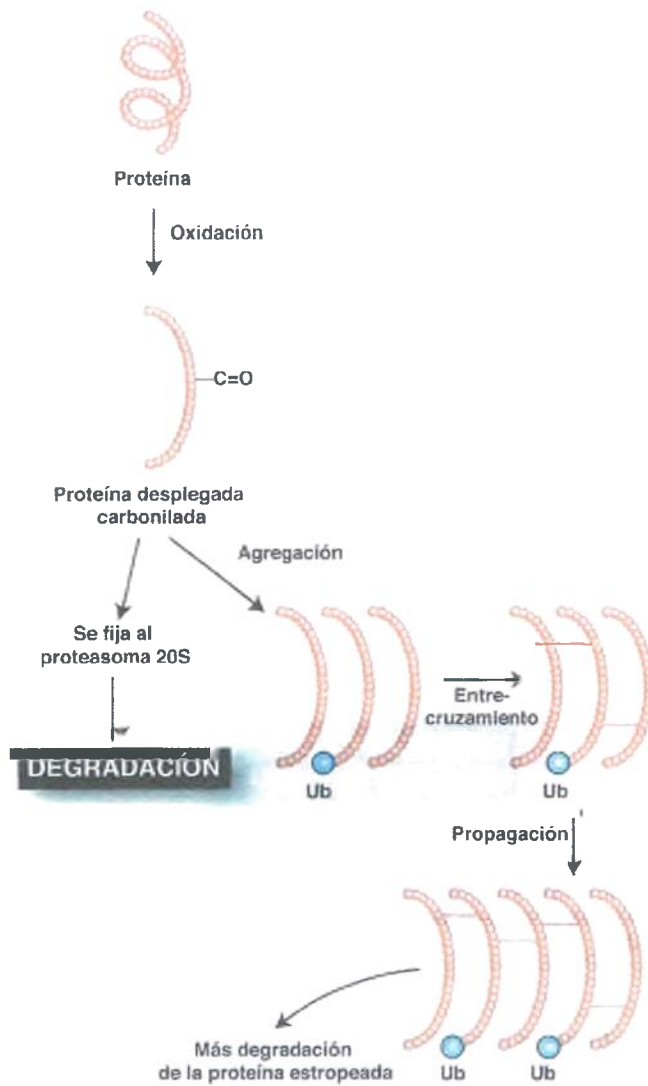 Proteína
Oxidación
C=O
Proteína desplegada
carbonilada
Agregación
Se fija al
proteasoma 20S
DEGRADACIÓN
Ub
Entre-
cruzamiento
Ub
Propagación
Más degradación
de la proteína estropeada
Ub
Ub